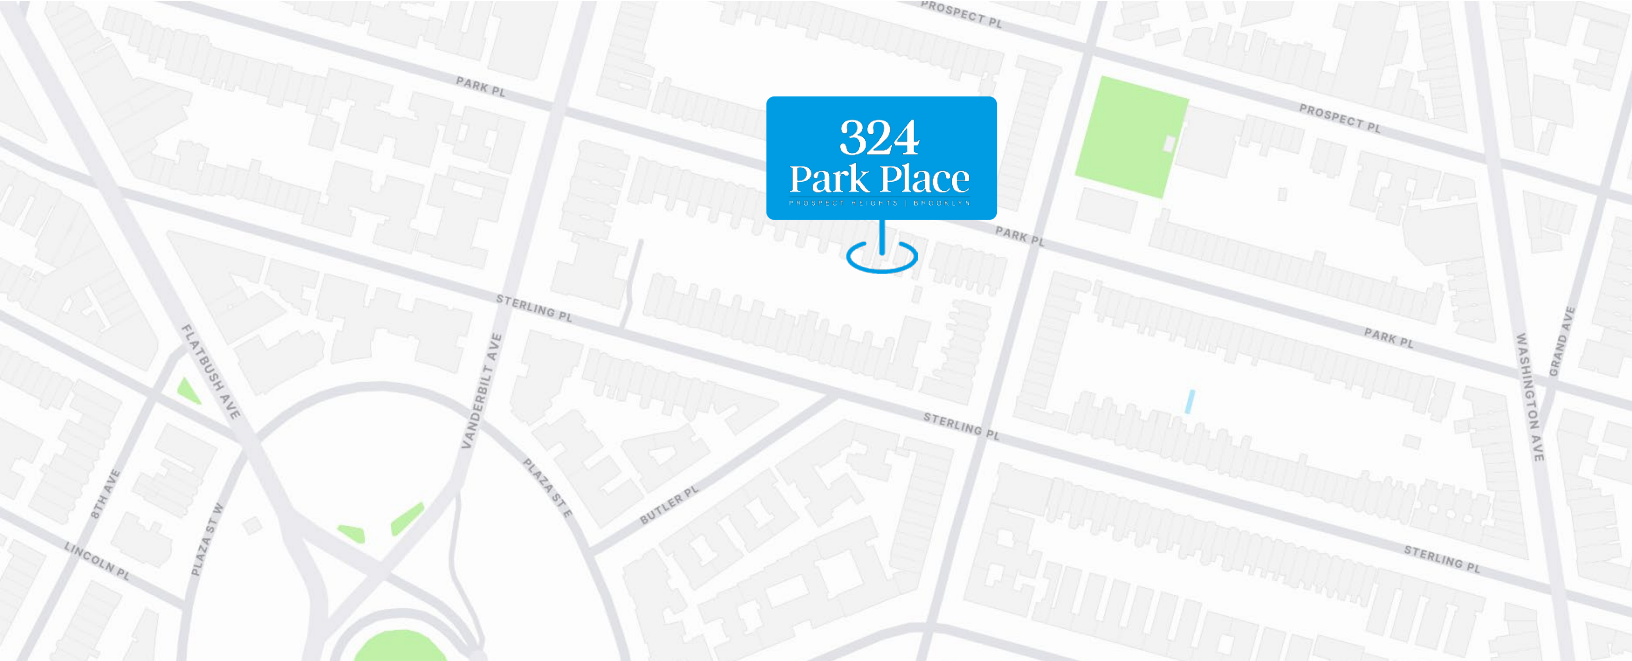 PROSPECT PL
PARK PL
PROSPECT PL
324
Park Place
PROSPECT HEIGHTS | BROOKLYN
PARK PL
STERLING PL
PARK PL
FLATBUSH AVE
VANDERBILT AVE
WASHINGTON AVE
GRAND AVE
STERLING PL
PLAZA ST E
8TH AVE
BUTLER PL
PLAZA ST W
LINCOLN PL
STERLING PL